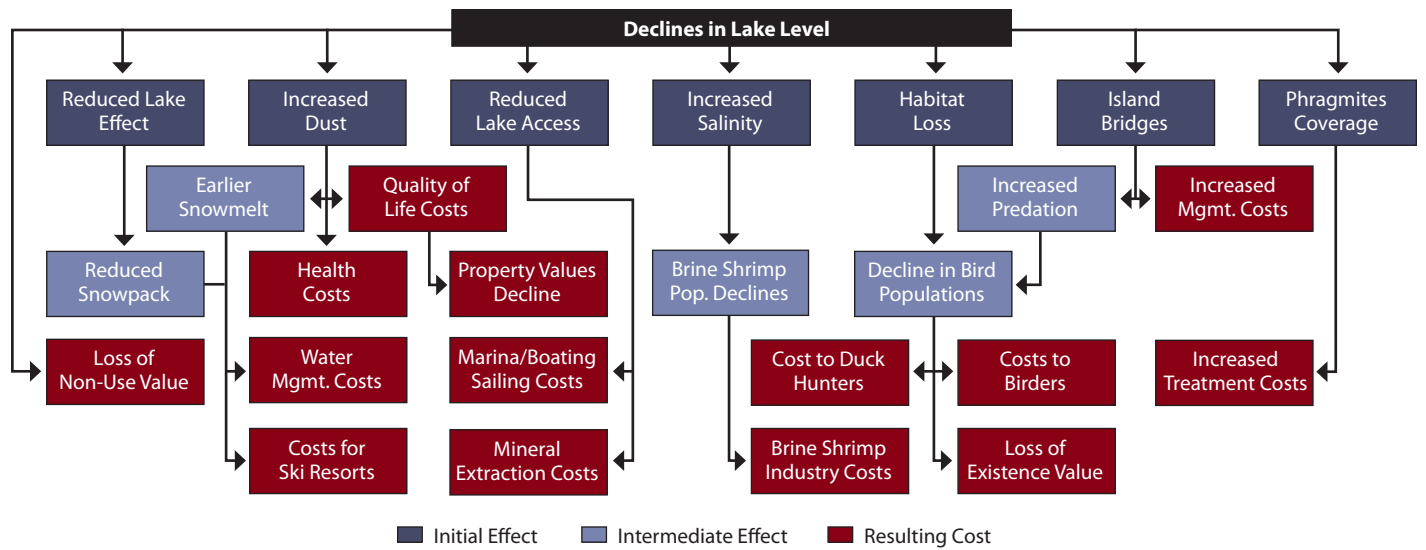 Declines in Lake Level
Reduced Lake
Effect
Increased
Dust
Reduced
Lake Access
Increased
Salinity
Habitat
Loss
Island
Bridges
Phragmites
Coverage
Earlier
Snowmelt
Quality of
Life Costs
Increased
Predation
Increased
Mgmt. Costs
Reduced
Snowpack
Health
Costs
Property Values
Decline
Brine Shrimp
Pop. Declines
Decline in Bird
Populations
Loss of
Non-Use Value
Water
Mgmt. Costs
Marina/Boating
Sailing Costs
Cost to Duck
Hunters
Costs to
Birders
Increased
Treatment Costs
Costs for
Ski Resorts
Mineral
Extraction Costs
Brine Shrimp
Industry Costs
Loss of
Existence Value
Initial Effect
Intermediate Effect
Resulting Cost